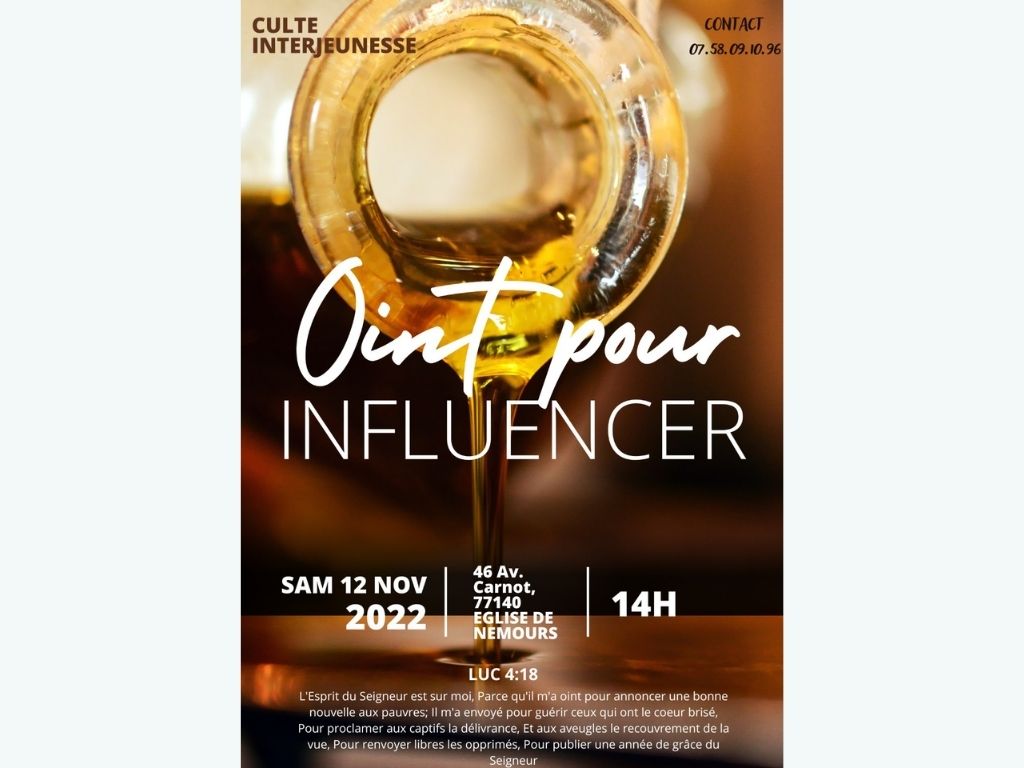 CULTE
INTERJEUNESSE
CONTACT
07.58.09.10.96
Oint pour
INFLUENCER
SAM 12 NOV
2022
46 Av.
Carnot,
77140
EGLISE DE
NEMOURS
14H
LUC 4:18
L'Esprit du Seigneur est sur moi, Parce qu'il m'a oint pour annoncer une bonne
nouvelle aux pauvres; Il m'a envoyé pour guérir ceux qui ont le coeur brisé,
Pour proclamer aux captifs la délivrance, Et aux aveugles le recouvrement de la
vue, Pour renvoyer libres les opprimés, Pour publier une année de grâce du
Seigneur